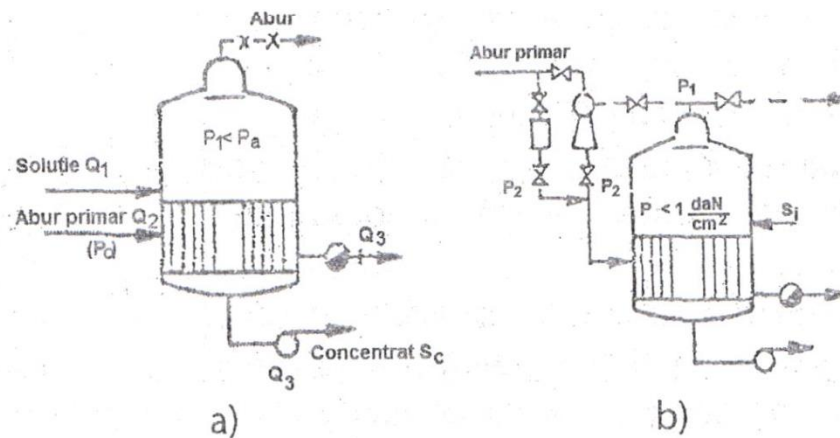 Abur
P₁< Pₐ
Soluție Q₁
Abur primar Q₂
(Pd)
Q₃
Concentrat Sc
Q₃
a)
Abur primar
P₁
P₂
P₂
P < 1 daN/cm²
Si
b)